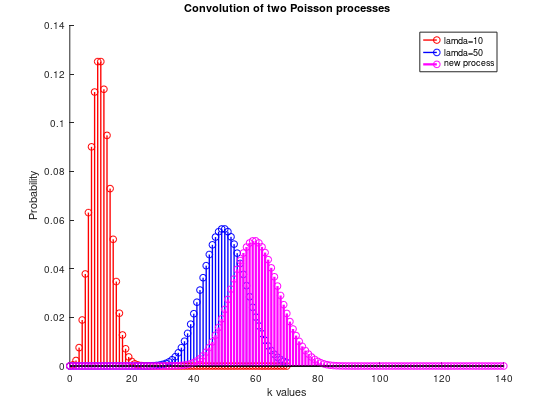 Convolution of two Poisson processes
lamda=10
lamda=50
new process
0.14
0.12
0.1
0.08
0.06
0.04
0.02
0
Probability
0 20 40 60 80 100 120 140
k values